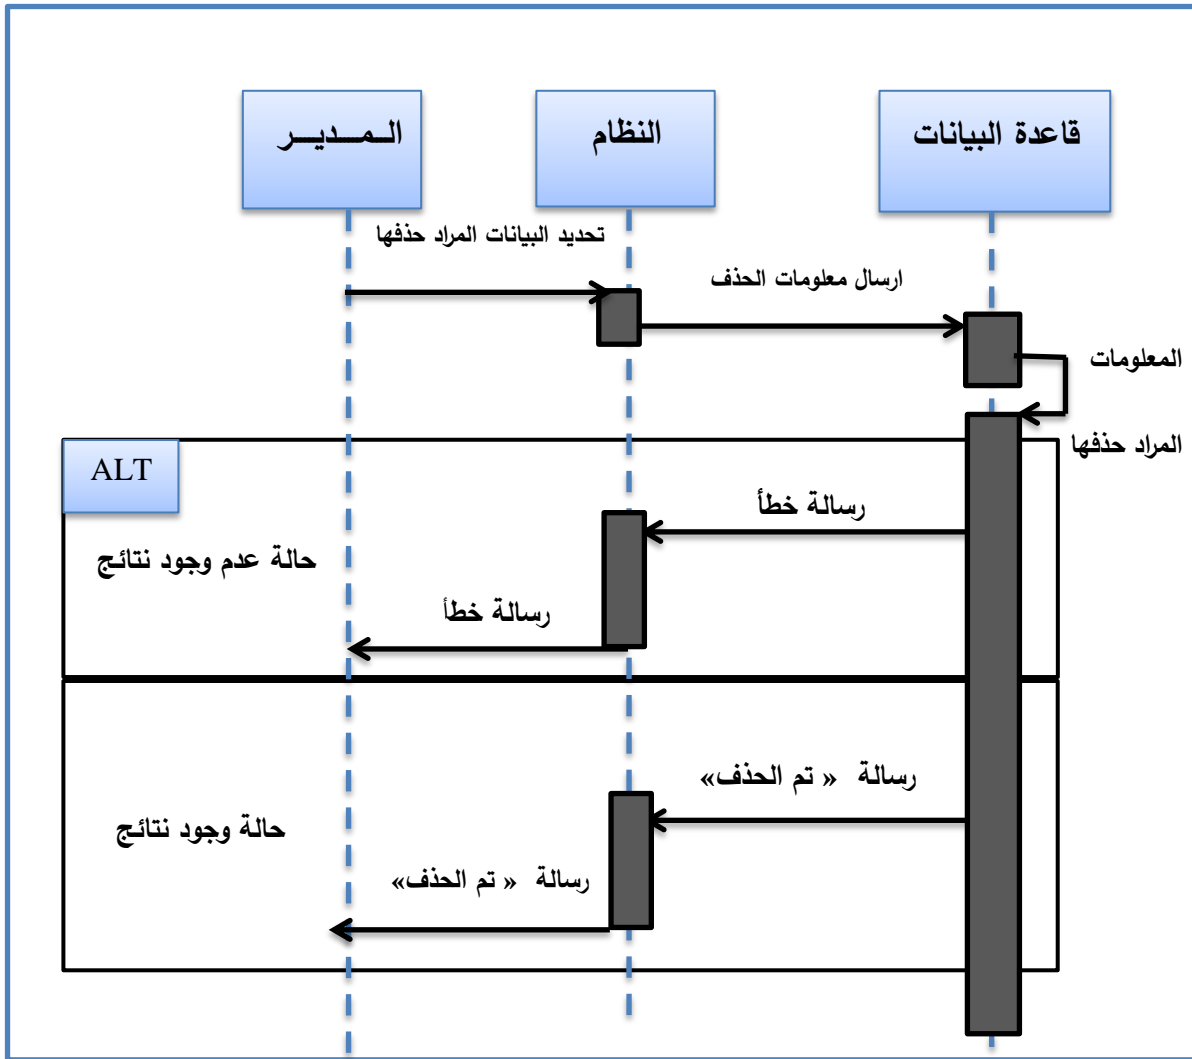 المدير
النظام
قاعدة البيانات
تحديد البيانات المراد حذفها
ارسال معلومات الحذف
المعلومات
المراد حذفها
ALT
رسالة خطأ
حالة عدم وجود نتائج
رسالة خطأ
رسالة « تم الحذف»
حالة وجود نتائج
رسالة « تم الحذف»